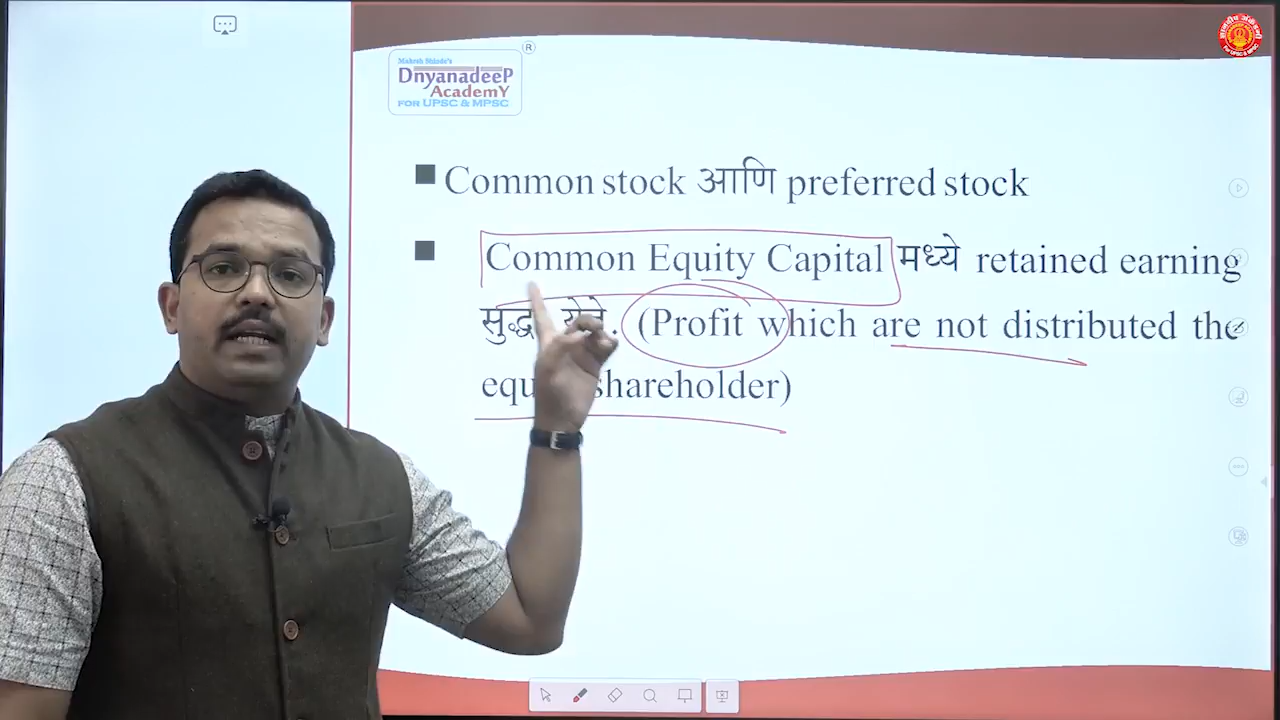 Mahesh Shinde's
DnyanadeeP
AcademY
FOR UPSC & MPSC
®
Common stock आणि preferred stock
Common Equity Capital मध्ये retained earning
सुद्धा येते. (Profit which are not distributed the
shareholder)